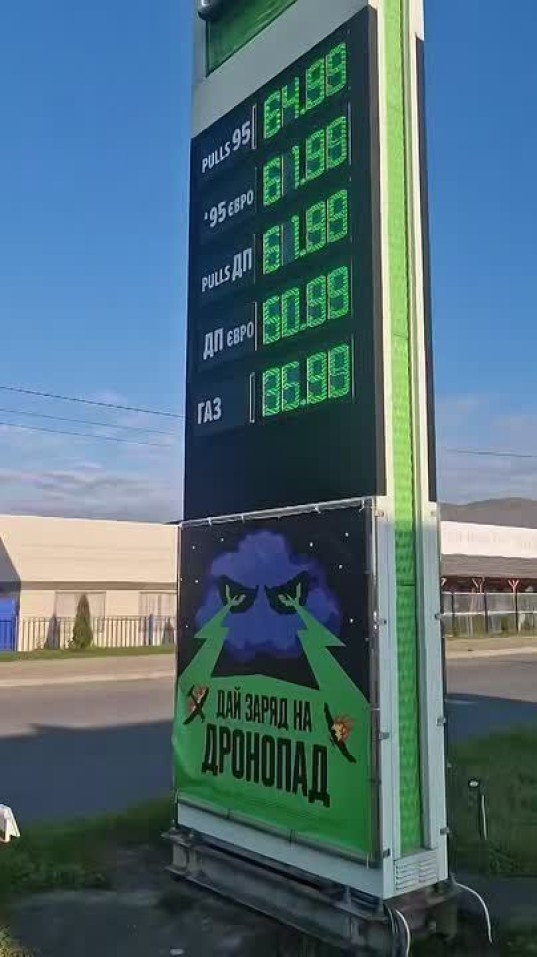 PULLS 95 64.99
'95 ЄВРО 61.99
PULLS ДП 61.99
ДП ЄВРО 60.99
ГАЗ 36.99
ДАЙ ЗАРЯД НА
ДРОНОПАД